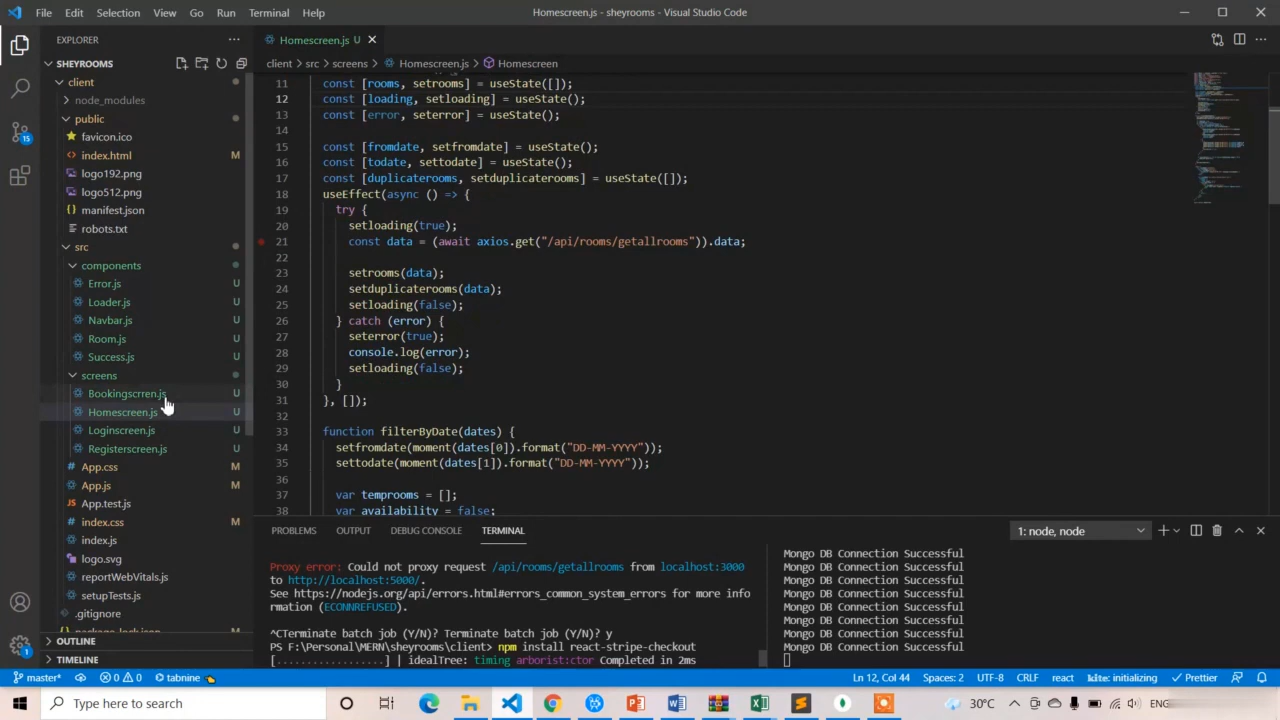 File Edit Selection View Go Run Terminal Help
Homescreen.js - sheyrooms - Visual Studio Code
EXPLORER
SHEYROOMS
client
node_modules
public
favicon.ico
index.html M
logo192.png
logo512.png
manifest.json
robots.txt
src
components
Error.js U
Loader.js U
Navbar.js U
Room.js U
Success.js U
screens
Bookingscrren.js U
Homescreen.js U
Loginscreen.js U
Registerscreen.js U
App.css M
App.js M
App.test.js
index.css M
index.js
logo.svg
reportWebVitals.js
setupTests.js
.gitignore
package-lock.json
OUTLINE
TIMELINE
15
1
Homescreen.js U
client > src > screens > Homescreen.js > Homescreen
11 const [rooms, setrooms] = useState([]);
12 const [loading, setloading] = useState();
13 const [error, seterror] = useState();
14
15 const [fromdate, setfromdate] = useState();
16 const [todate, settodate] = useState();
17 const [duplicaterooms, setduplicaterooms] = useState([]);
18 useEffect(async () => {
19 try {
20 setloading(true);
21 const data = (await axios.get("/api/rooms/getallrooms")).data;
22
23 setrooms(data);
24 setduplicaterooms(data);
25 setloading(false);
26 } catch (error) {
27 seterror(true);
28 console.log(error);
29 setloading(false);
30 }
31 }, []);
32
33 function filterByDate(dates) {
34 setfromdate(moment(dates[0]).format("DD-MM-YYYY"));
35 settodate(moment(dates[1]).format("DD-MM-YYYY"));
36
37 var temprooms = [];
38 var availability = false;
PROBLEMS OUTPUT DEBUG CONSOLE TERMINAL
1: node, node
Proxy error: Could not proxy request /api/rooms/getallrooms from localhost:3000
to http://localhost:5000/.
See https://nodejs.org/api/errors.html#errors_common_system_errors for more info
rmation (ECONNREFUSED).
^CTerminate batch job (Y/N)? Terminate batch job (Y/N)? y
PS F:\Personal\MERN\sheyrooms\client> npm install react-stripe-checkout
[.................] | idealTree: timing arborist:ctor Completed in 2ms
Mongo DB Connection Successful
Mongo DB Connection Successful
Mongo DB Connection Successful
Mongo DB Connection Successful
Mongo DB Connection Successful
Mongo DB Connection Successful
Mongo DB Connection Successful
Mongo DB Connection Successful
master* 0 0 tabnine
Ln 12, Col 44 Spaces: 2 UTF-8 CRLF react kite: initializing Prettier
Type here to search
30°C
ENG